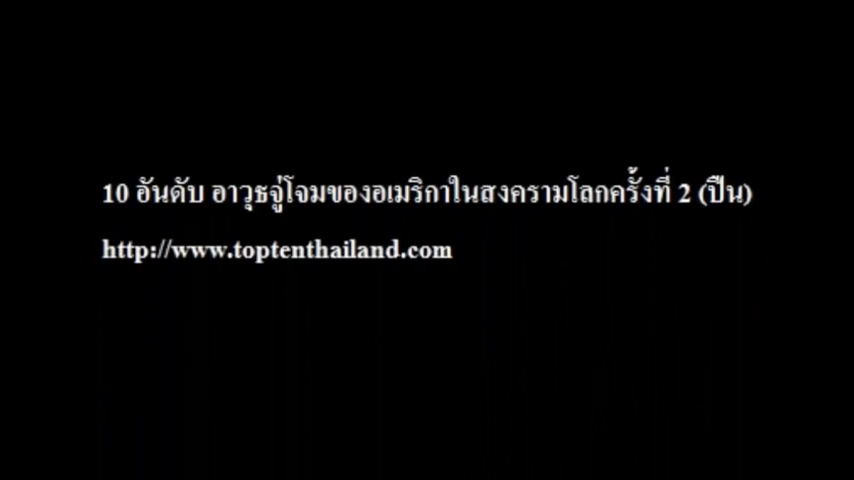 10 อันดับ อาวุธจู่โจมของอเมริกาในสงครามโลกครั้งที่ 2 (ปืน)
http://www.toptenthailand.com